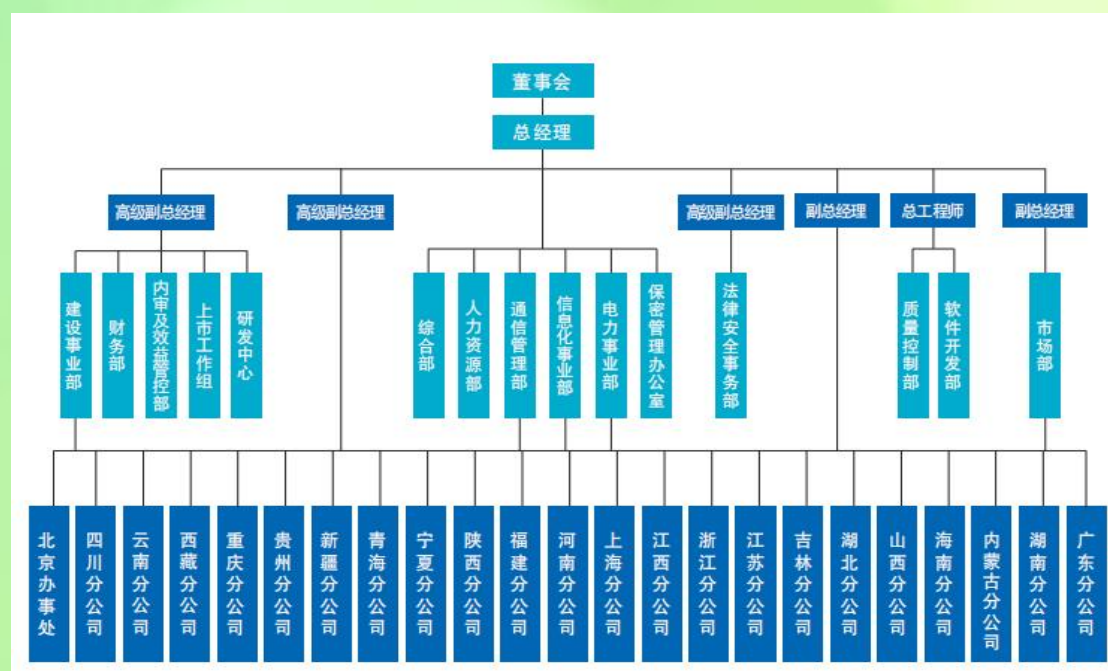 董事会
总经理
高级副总经理
高级副总经理
高级副总经理
副总经理
总工程师
副总经理
建设事业部
财务部
内审及效益管控部
上市工作组
研发中心
综合部
人力资源部
通信管理部
信息化事业部
电力事业部
保密管理办公室
法律安全事务部
质量控制部
软件开发部
市场部
北京办事处
四川分公司
云南分公司
西藏分公司
重庆分公司
贵州分公司
新疆分公司
青海分公司
宁夏分公司
陕西分公司
福建分公司
河南分公司
上海分公司
江西分公司
浙江分公司
江苏分公司
吉林分公司
湖北分公司
山西分公司
海南分公司
内蒙古分公司
湖南分公司
广东分公司